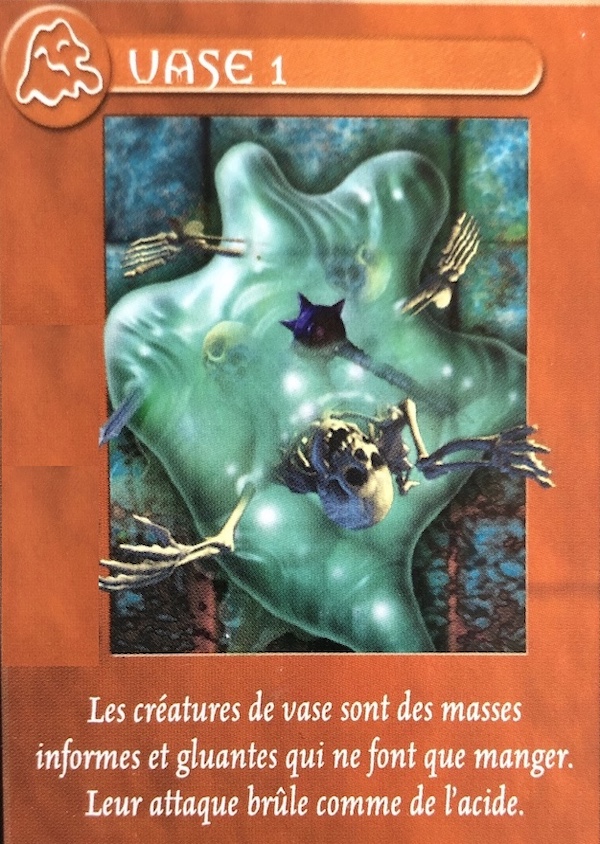 VASE 1
Les créatures de vase sont des masses
informes et gluantes qui ne font que manger.
Leur attaque brûle comme de l'acide.